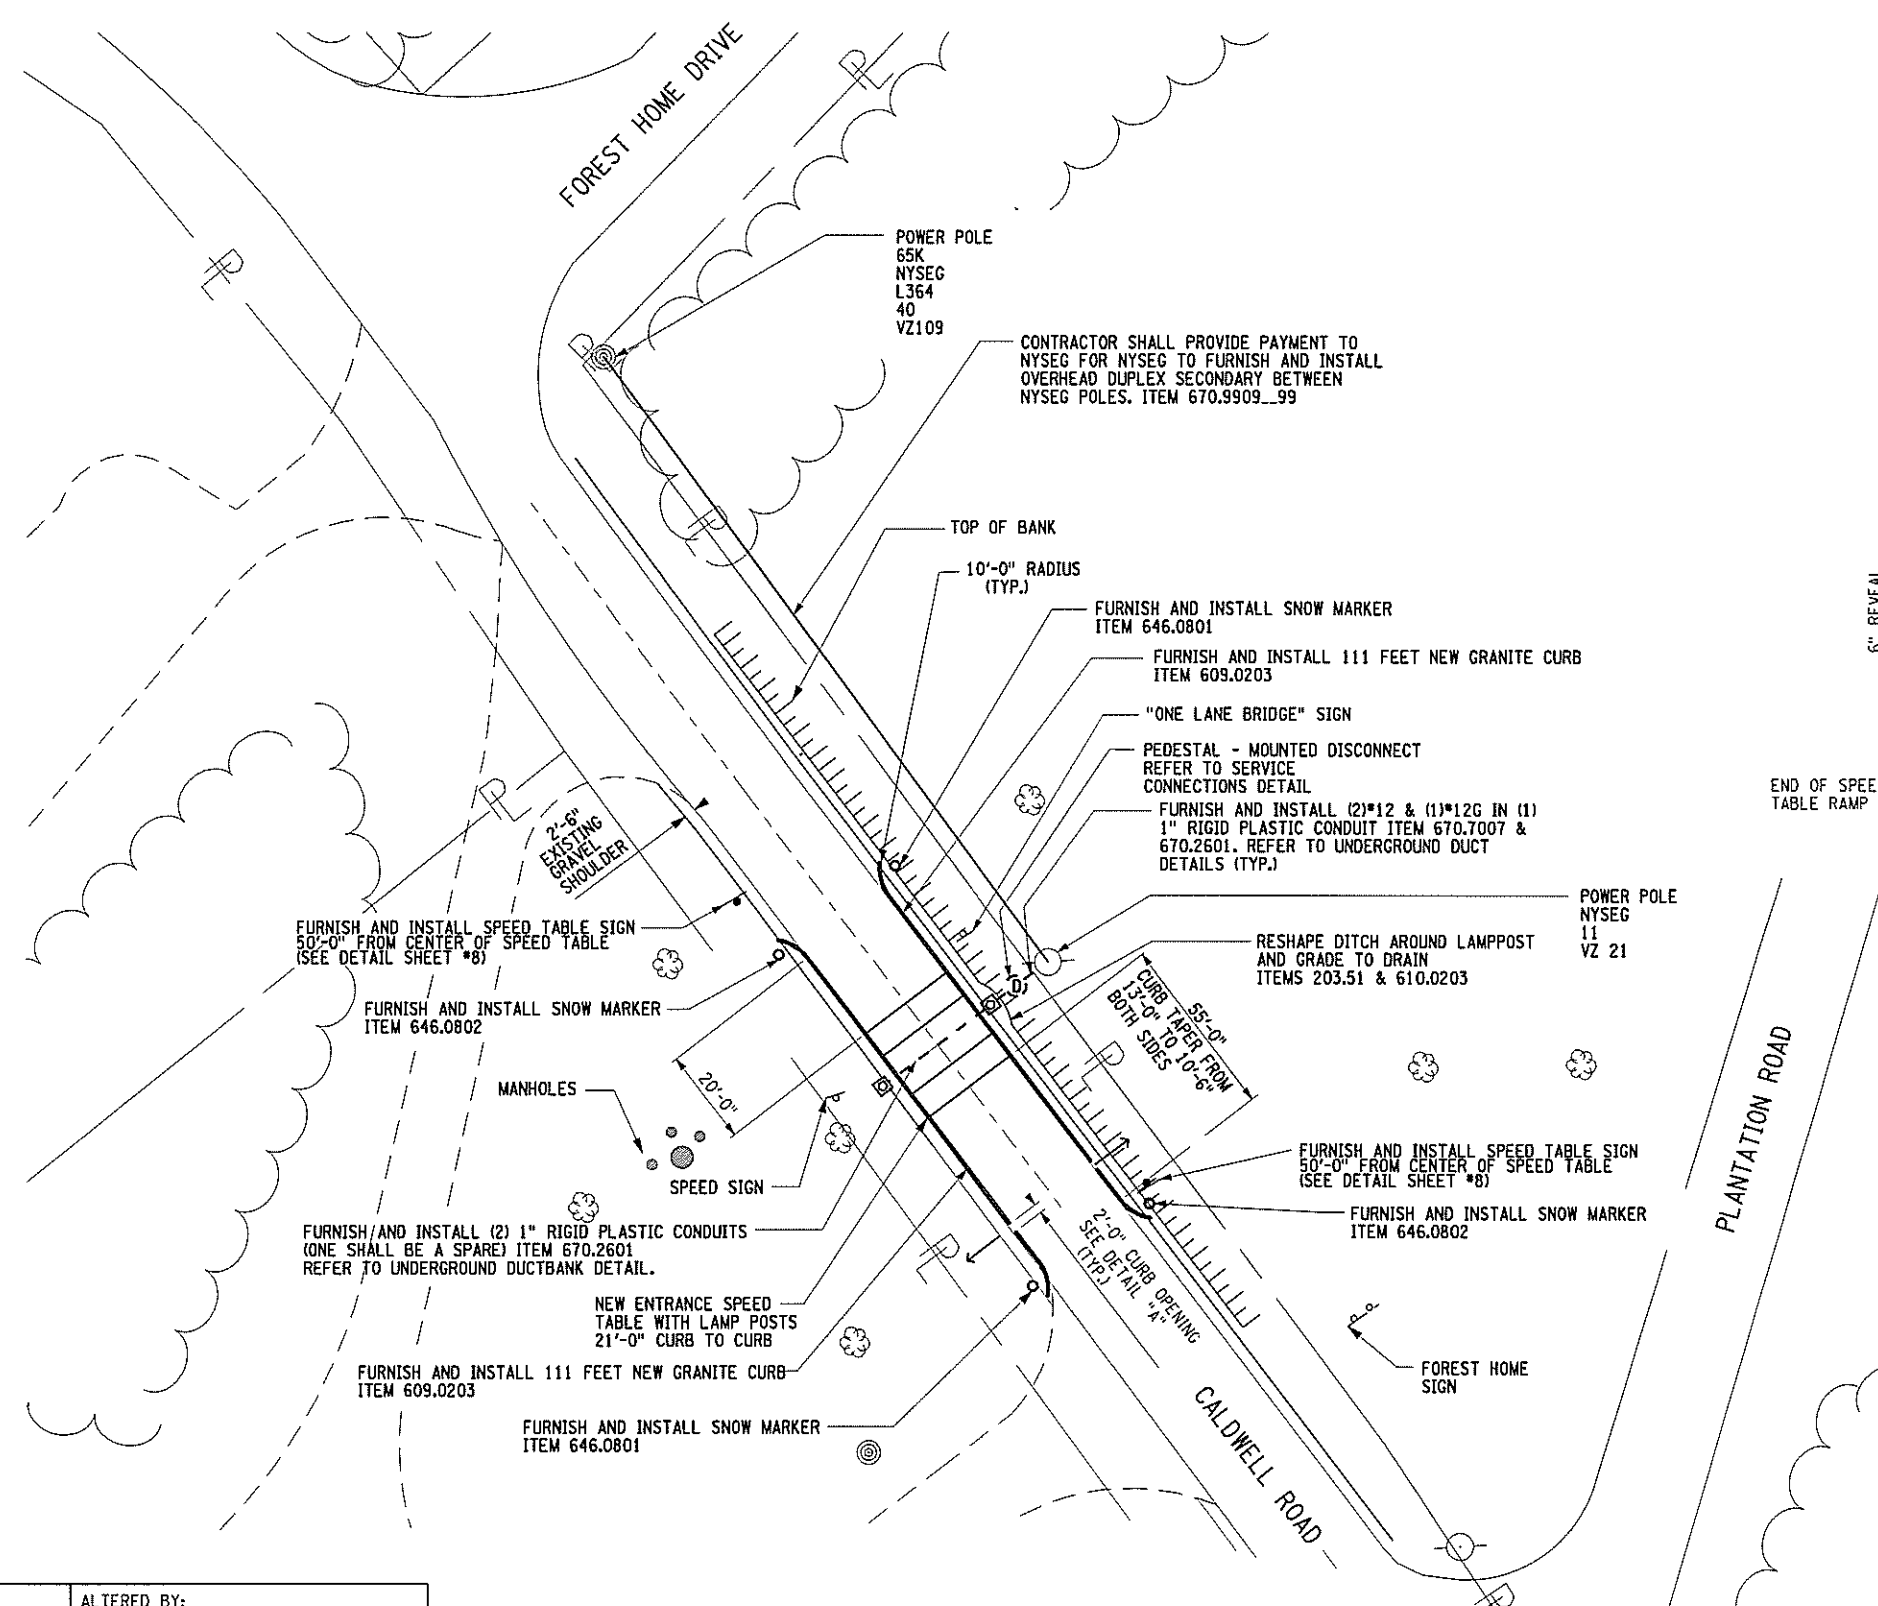 FOREST HOME DRIVE
POWER POLE
65K
NYSEG
L364
40
VZ109
CONTRACTOR SHALL PROVIDE PAYMENT TO
NYSEG FOR NYSEG TO FURNISH AND INSTALL
OVERHEAD DUPLEX SECONDARY BETWEEN
NYSEG POLES. ITEM 670.9909__99
TOP OF BANK
10'-0" RADIUS
(TYP.)
FURNISH AND INSTALL SNOW MARKER
ITEM 646.0801
6" REVEAL
FURNISH AND INSTALL 111 FEET NEW GRANITE CURB
ITEM 609.0203
"ONE LANE BRIDGE" SIGN
PEDESTAL - MOUNTED DISCONNECT
REFER TO SERVICE
CONNECTIONS DETAIL
END OF SPEE
TABLE RAMP
FURNISH AND INSTALL (2)#12 & (1)#12G IN (1)
1" RIGID PLASTIC CONDUIT ITEM 670.7007 &
670.2601. REFER TO UNDERGROUND DUCT
DETAILS (TYP.)
2'-6"
EXISTING
GRAVEL
SHOULDER
POWER POLE
NYSEG
11
VZ 21
FURNISH AND INSTALL SPEED TABLE SIGN
50'-0" FROM CENTER OF SPEED TABLE
(SEE DETAIL SHEET #8)
RESHAPE DITCH AROUND LAMPPOST
AND GRADE TO DRAIN
ITEMS 203.51 & 610.0203
D
FURNISH AND INSTALL SNOW MARKER
ITEM 646.0802
55'-0"
CURB TAPER FROM
13'-0" TO 10'-6"
BOTH SIDES
20'-0"
MANHOLES
PLANTATION ROAD
SPEED SIGN
FURNISH AND INSTALL SPEED TABLE SIGN
50'-0" FROM CENTER OF SPEED TABLE
(SEE DETAIL SHEET #8)
FURNISH AND INSTALL SNOW MARKER
ITEM 646.0802
FURNISH AND INSTALL (2) 1" RIGID PLASTIC CONDUITS
(ONE SHALL BE A SPARE) ITEM 670.2601
REFER TO UNDERGROUND DUCTBANK DETAIL.
2'-0" CURB OPENING
SEE DETAIL "A"
(TYP.)
NEW ENTRANCE SPEED
TABLE WITH LAMP POSTS
21'-0" CURB TO CURB
FURNISH AND INSTALL 111 FEET NEW GRANITE CURB
ITEM 609.0203
FOREST HOME
SIGN
FURNISH AND INSTALL SNOW MARKER
ITEM 646.0801
CALDWELL ROAD
ALTERED BY: